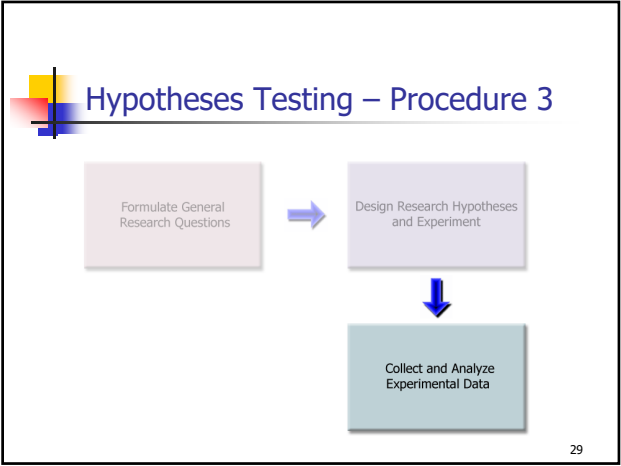 Hypotheses Testing – Procedure 3
Formulate General
Research Questions
Design Research Hypotheses
and Experiment
Collect and Analyze
Experimental Data
29